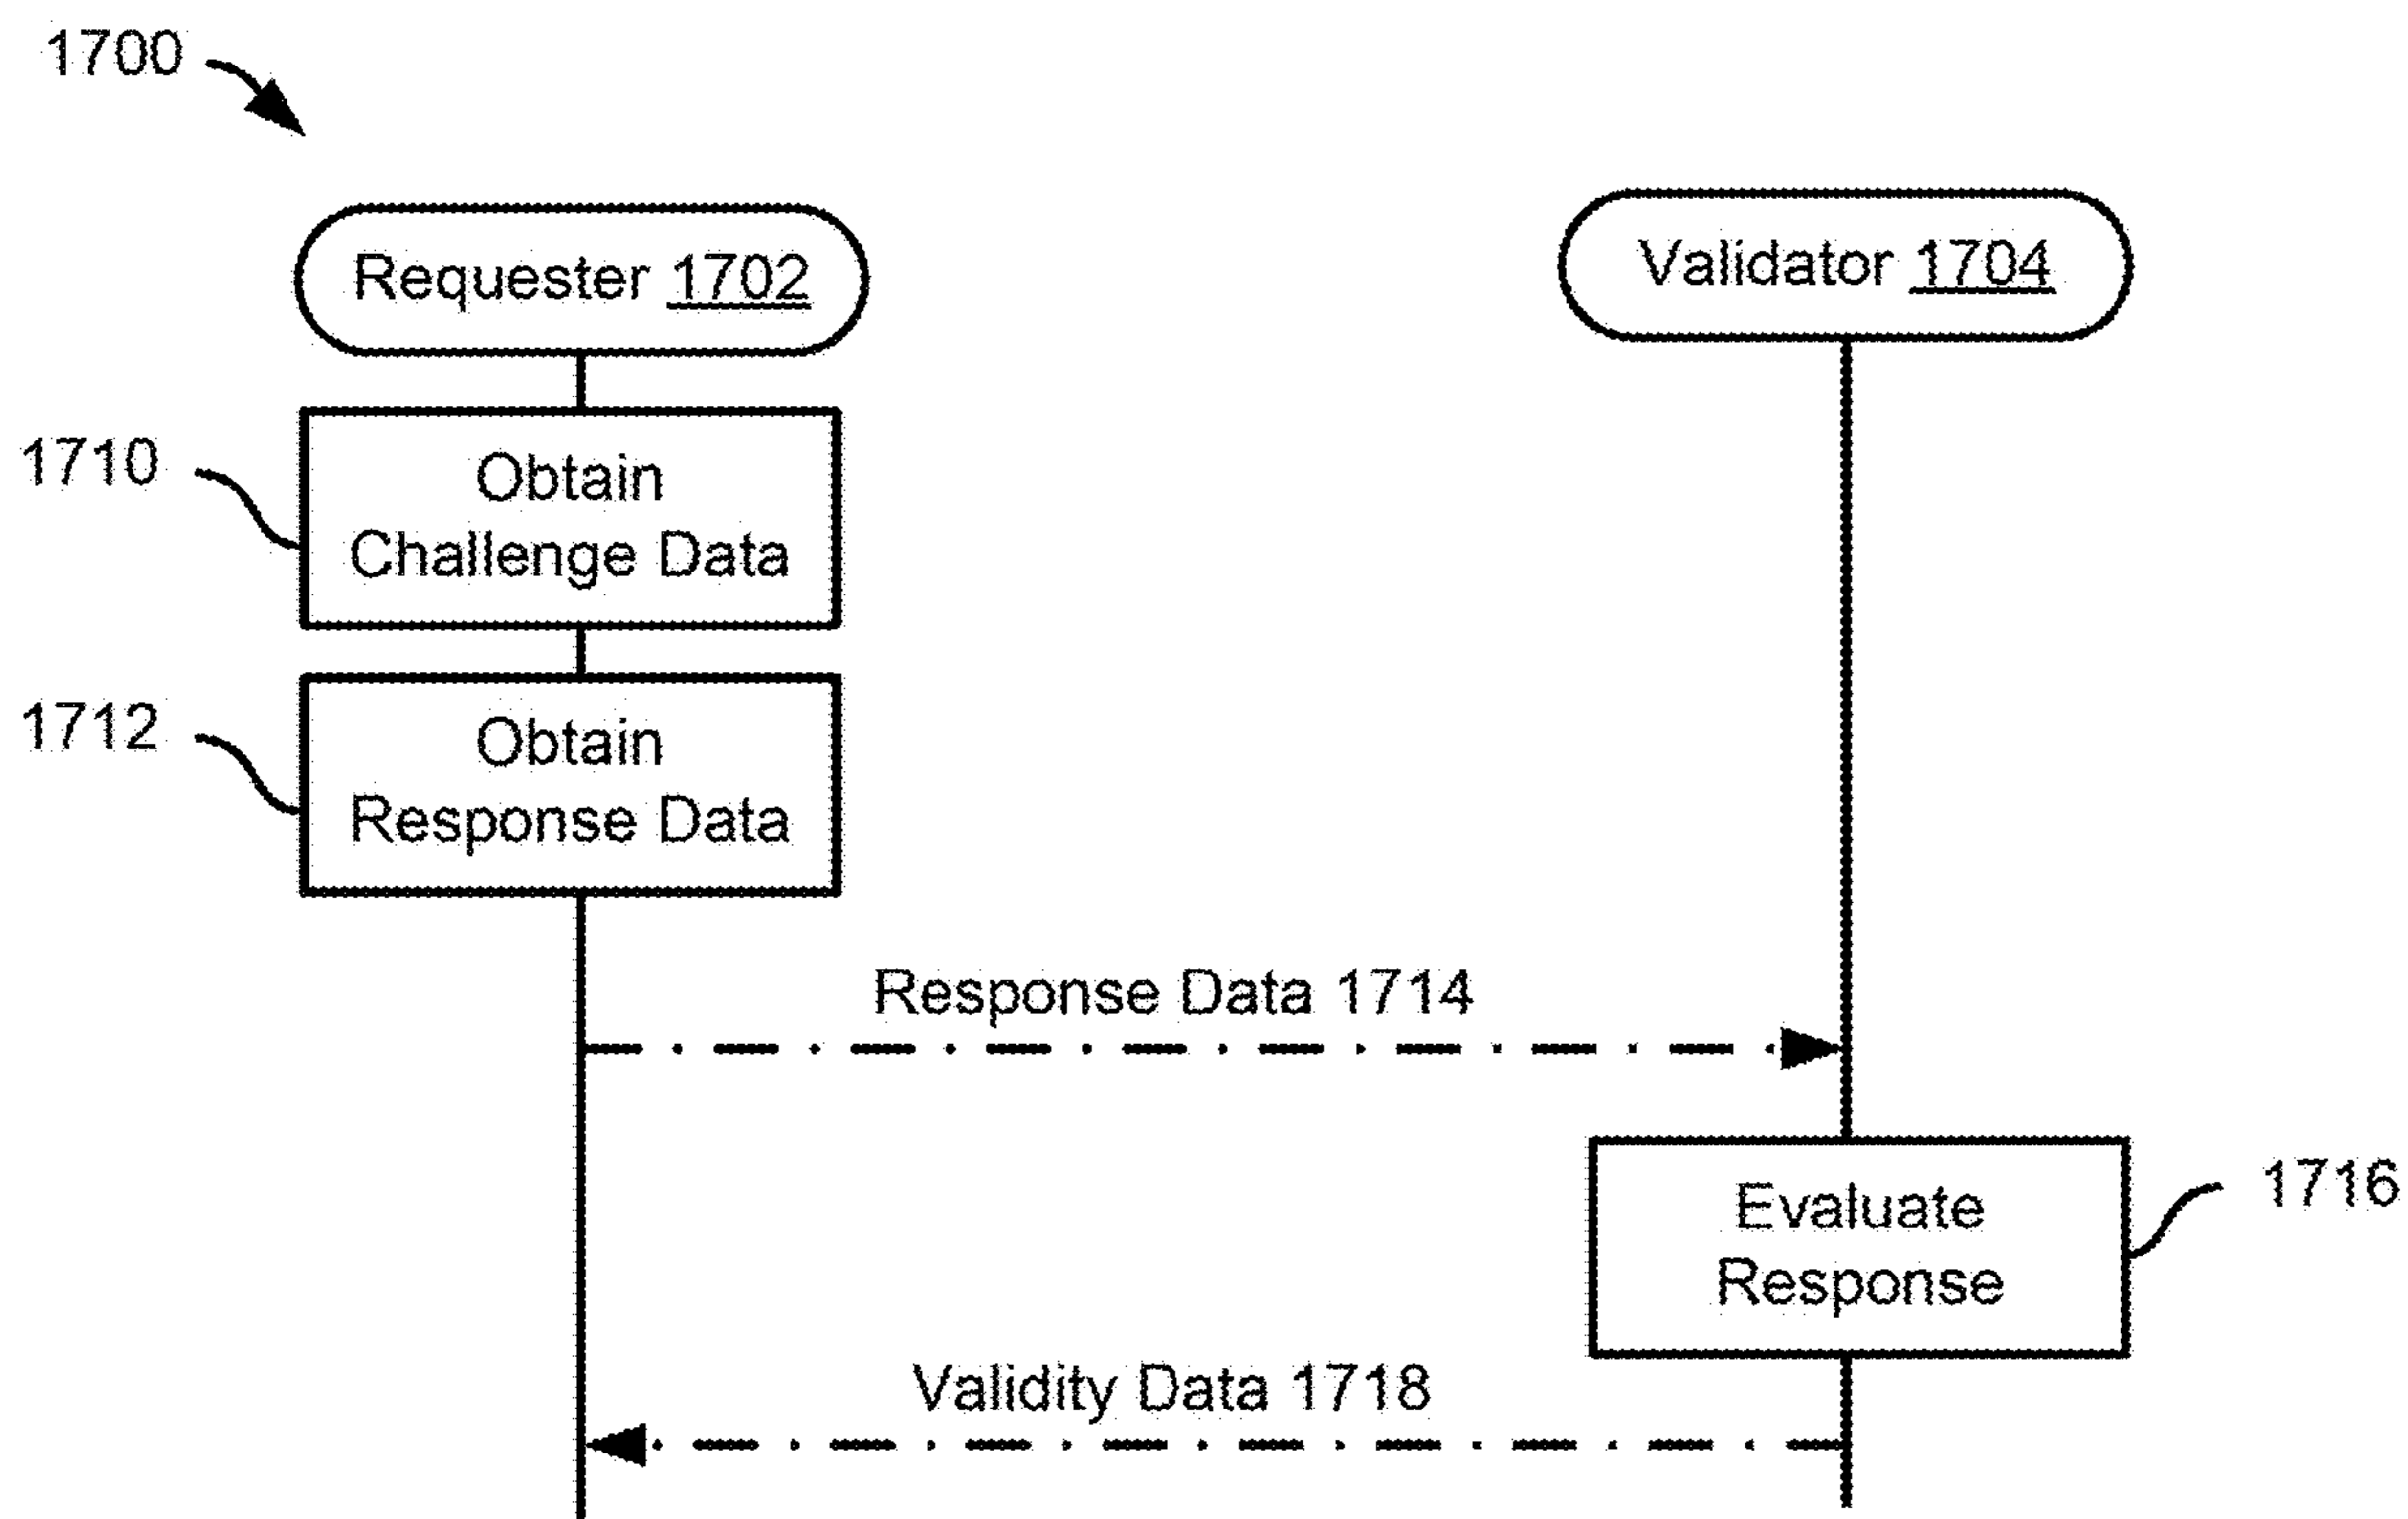 1700
Requester 1702
Validator 1704
1710
Obtain
Challenge Data
1712
Obtain
Response Data
Response Data 1714
Evaluate
Response
1716
Validity Data 1718